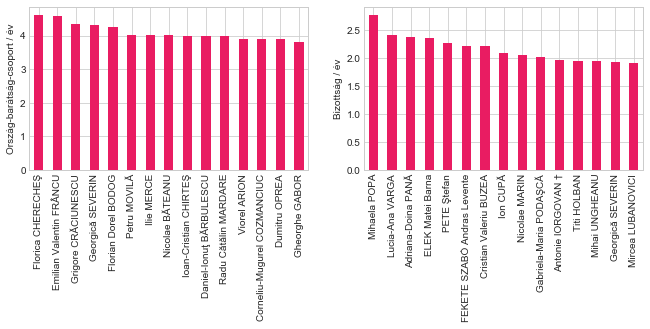 Ország-barátság-csoport / év
4
3
2
1
0
Florica CHERECHEȘ
Emilian Valentin FRÂNCU
Grigore CRĂCIUNESCU
Georgică SEVERIN
Florian Dorel BODOG
Petru MOVILĂ
Ilie MERCE
Nicolae BĂTEANU
Ioan-Cristian CHIRTEȘ
Daniel-Ionuț BĂRBULESCU
Radu Cătălin MARDARE
Viorel ARION
Corneliu-Mugurel COZMANCIUC
Dumitru OPREA
Gheorghe GABOR
Bizottság / év
2.5
2.0
1.5
1.0
0.5
0.0
Mihaela POPA
Lucia-Ana VARGA
Adriana-Doina PANĂ
ELEK Matei Barna
PETE Ștefan
FEKETE SZABÓ Andras Levente
Cristian Valeriu BUZEA
Ion CUPĂ
Nicolae MARIN
Gabriela-Maria PODAȘCĂ
Antonie IORGOVAN †
Titi HOLBAN
Mihai UNGHEANU
Georgică SEVERIN
Mircea LUBANOVICI